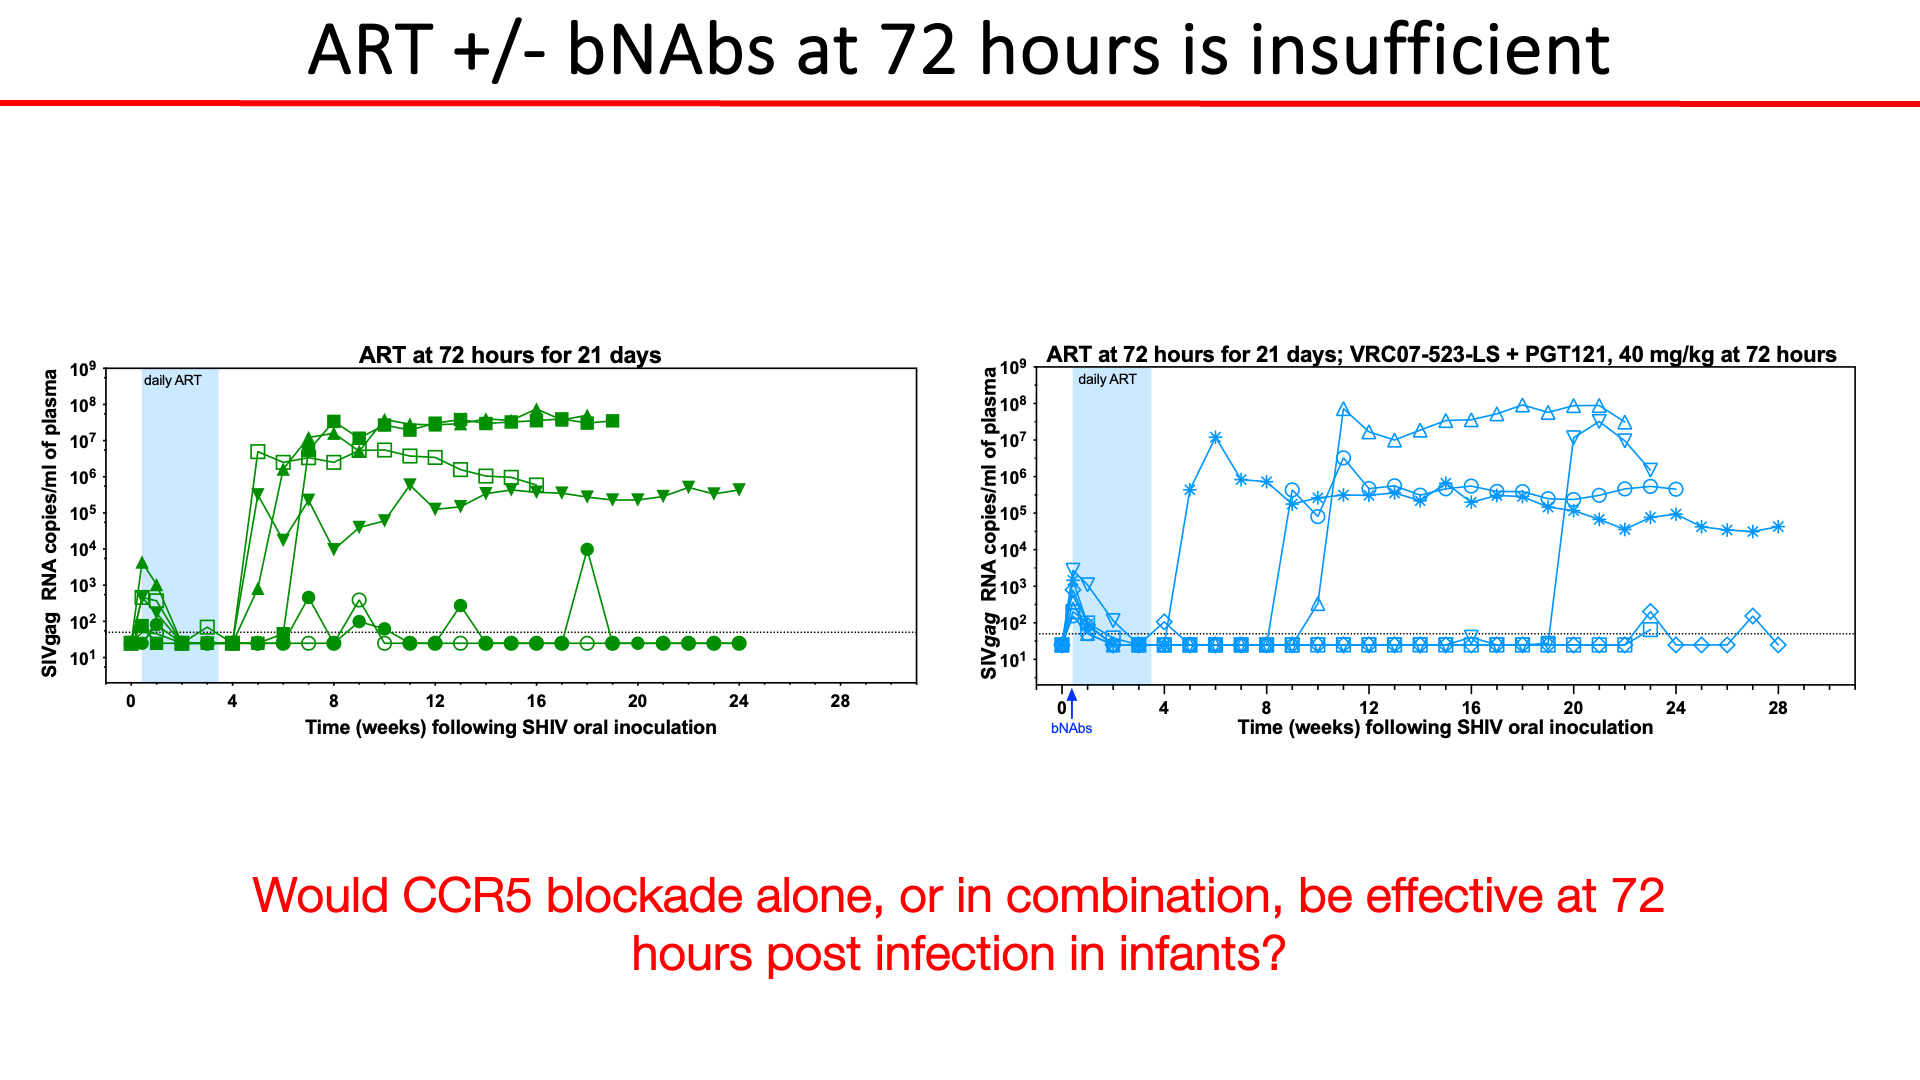 ART +/- bNAbs at 72 hours is insufficient
ART at 72 hours for 21 days
SIVgag RNA copies/ml of plasma
10⁹
10⁸
10⁷
10⁶
10⁵
10⁴
10³
10²
10¹
daily ART
0 4 8 12 16 20 24 28
Time (weeks) following SHIV oral inoculation
ART at 72 hours for 21 days; VRC07-523-LS + PGT121, 40 mg/kg at 72 hours
SIVgag RNA copies/ml of plasma
10⁹
10⁸
10⁷
10⁶
10⁵
10⁴
10³
10²
10¹
daily ART
0 4 8 12 16 20 24 28
bNAbs
Time (weeks) following SHIV oral inoculation
Would CCR5 blockade alone, or in combination, be effective at 72
hours post infection in infants?